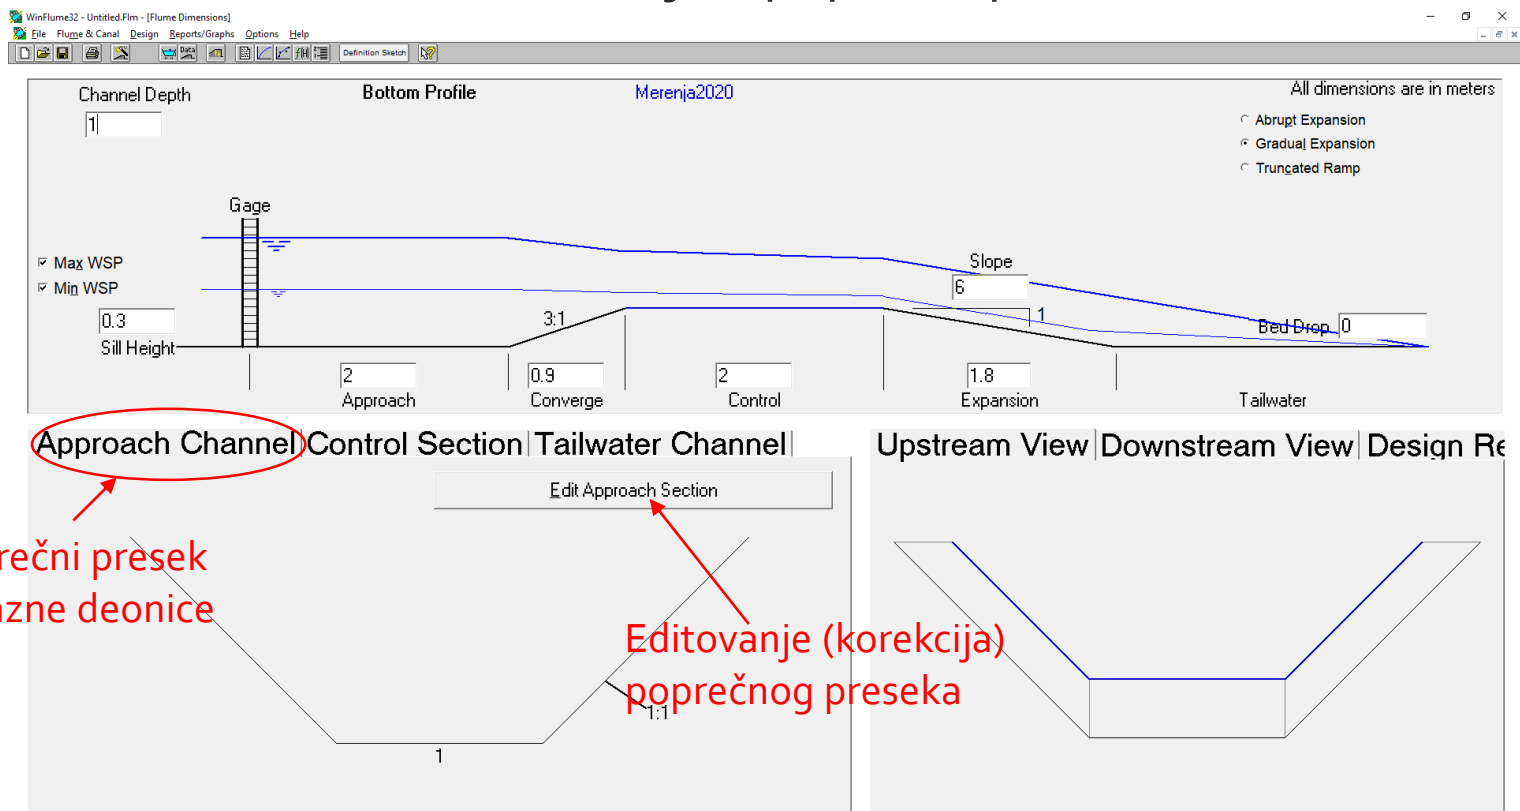 WinFlume32 - Untitled.Flm - [Flume Dimensions]
File Flume & Canal Design Reports/Graphs Options Help
Data fH Definition Sketch
Channel Depth Bottom Profile Merenja2020 All dimensions are in meters
1
Abrupt Expansion
Gradual Expansion
Truncated Ramp
Gage
Max WSP
Min WSP
Slope
6
1
0.3
Sill Height
3:1
Bed Drop 0
2 0.9 2 1.8
Approach Converge Control Expansion Tailwater
Approach Channel Control Section Tailwater Channel
Upstream View Downstream View Design Re
Edit Approach Section
rečni presek
zne deonice
Editovanje (korekcija)
poprečnog preseka
1:1
1